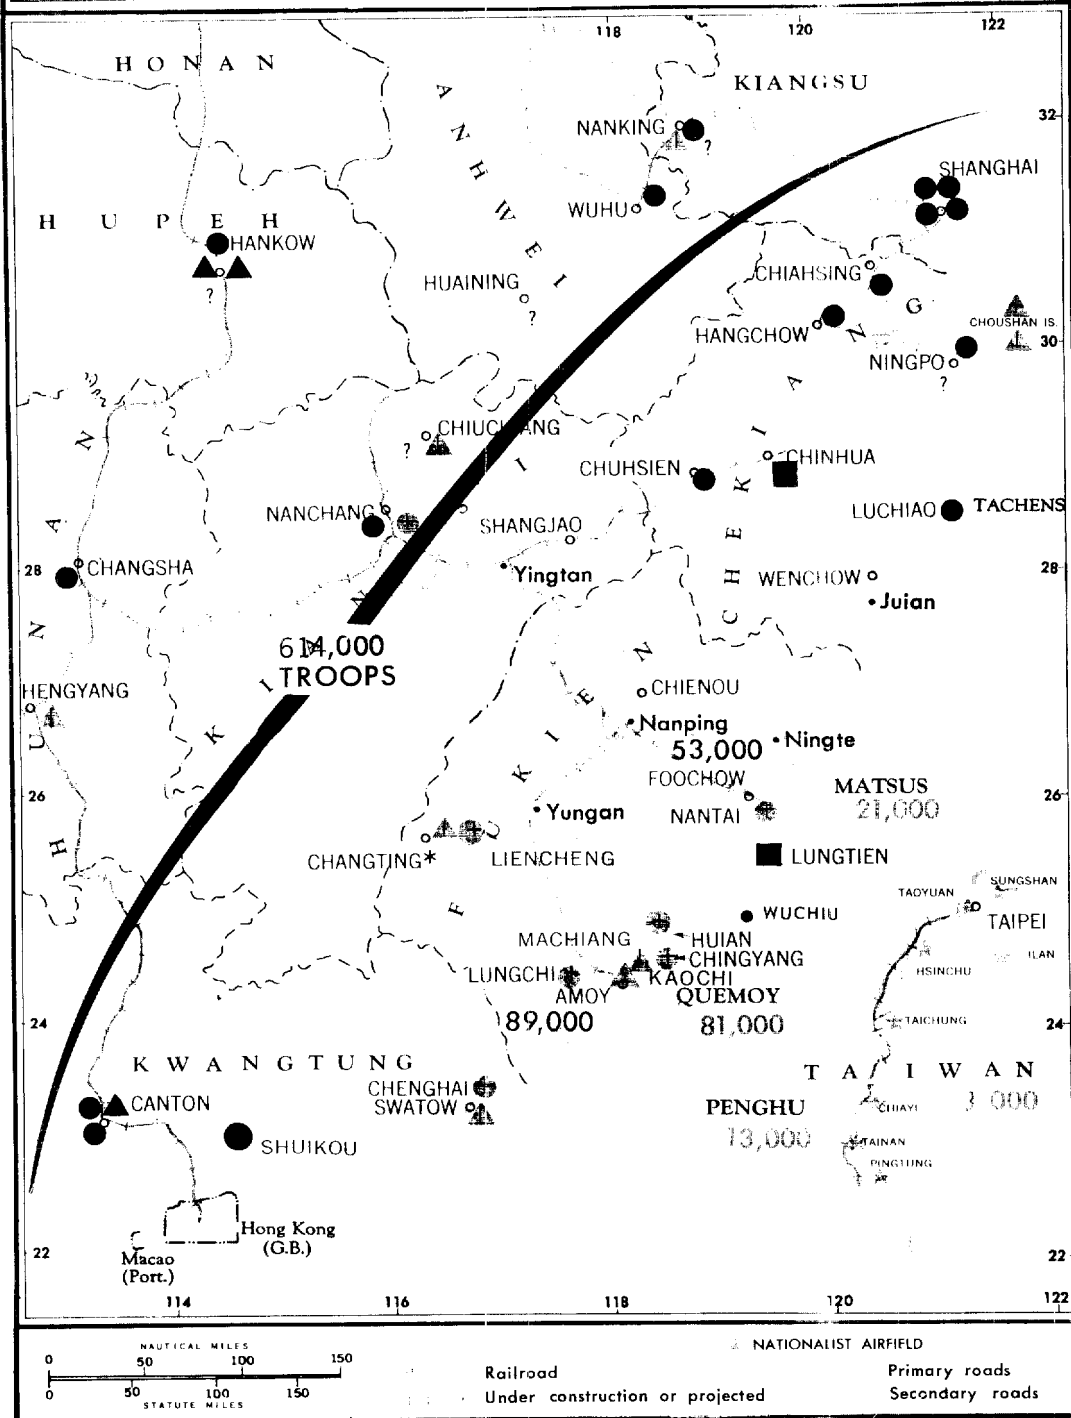 118
120
122
HONAN
KIANGSU
ANHWEI
32
NANKING
?
SHANGHAI
WUHU
HUPEH
HANKOW
?
CHIAHSING
HUAINING
?
CHOUSHAN IS.
HANGCHOW
30
NINGPO
?
CHEKIANG
CHIUCHIANG
?
CHINHUA
CHUHSIEN
HUNAN
NANCHANG
LUCHIAO
TACHENS
SHANGJAO
28
CHANGSHA
Yingtan
WENCHOW
28
Juian
KIANGSI
614,000
TROOPS
HENGYANG
CHIENOU
FUKIEN
Nanping
53,000
Ningte
FOOCHOW
26
MATSUS
26
Yungan
NANTAI
21,000
CHANGTING*
LIENCHENG
LUNGTIEN
SUNGSHAN
TAOYUAN
WUCHIU
TAIPEI
MACHIANG
HUIAN
CHINGYANG
ILAN
LUNGCHI
KAOCHI
HSINCHU
AMOY
QUEMOY
89,000
81,000
24
TAICHUNG
24
KWANGTUNG
TAIWAN
CHENGHAI
CANTON
SWATOW
PENGHU
CHIAYI
13,000
TAINAN
SHUIKOU
PINGTUNG
Hong Kong
(G.B.)
22
Macao
(Port.)
22
114
116
118
120
122
NAUTICAL MILES
0 50 100 150
0 50 100 150
STATUTE MILES
Railroad
Under construction or projected
NATIONALIST AIRFIELD
Primary roads
Secondary roads